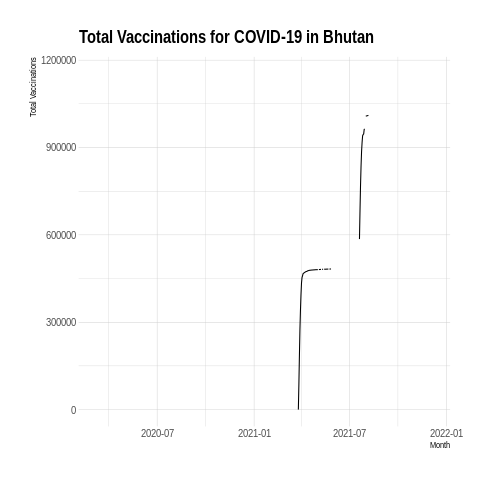 Total Vaccinations for COVID-19 in Bhutan
Total Vaccinations
1200000
900000
600000
300000
0
2020-07 2021-01 2021-07 2022-01
Month